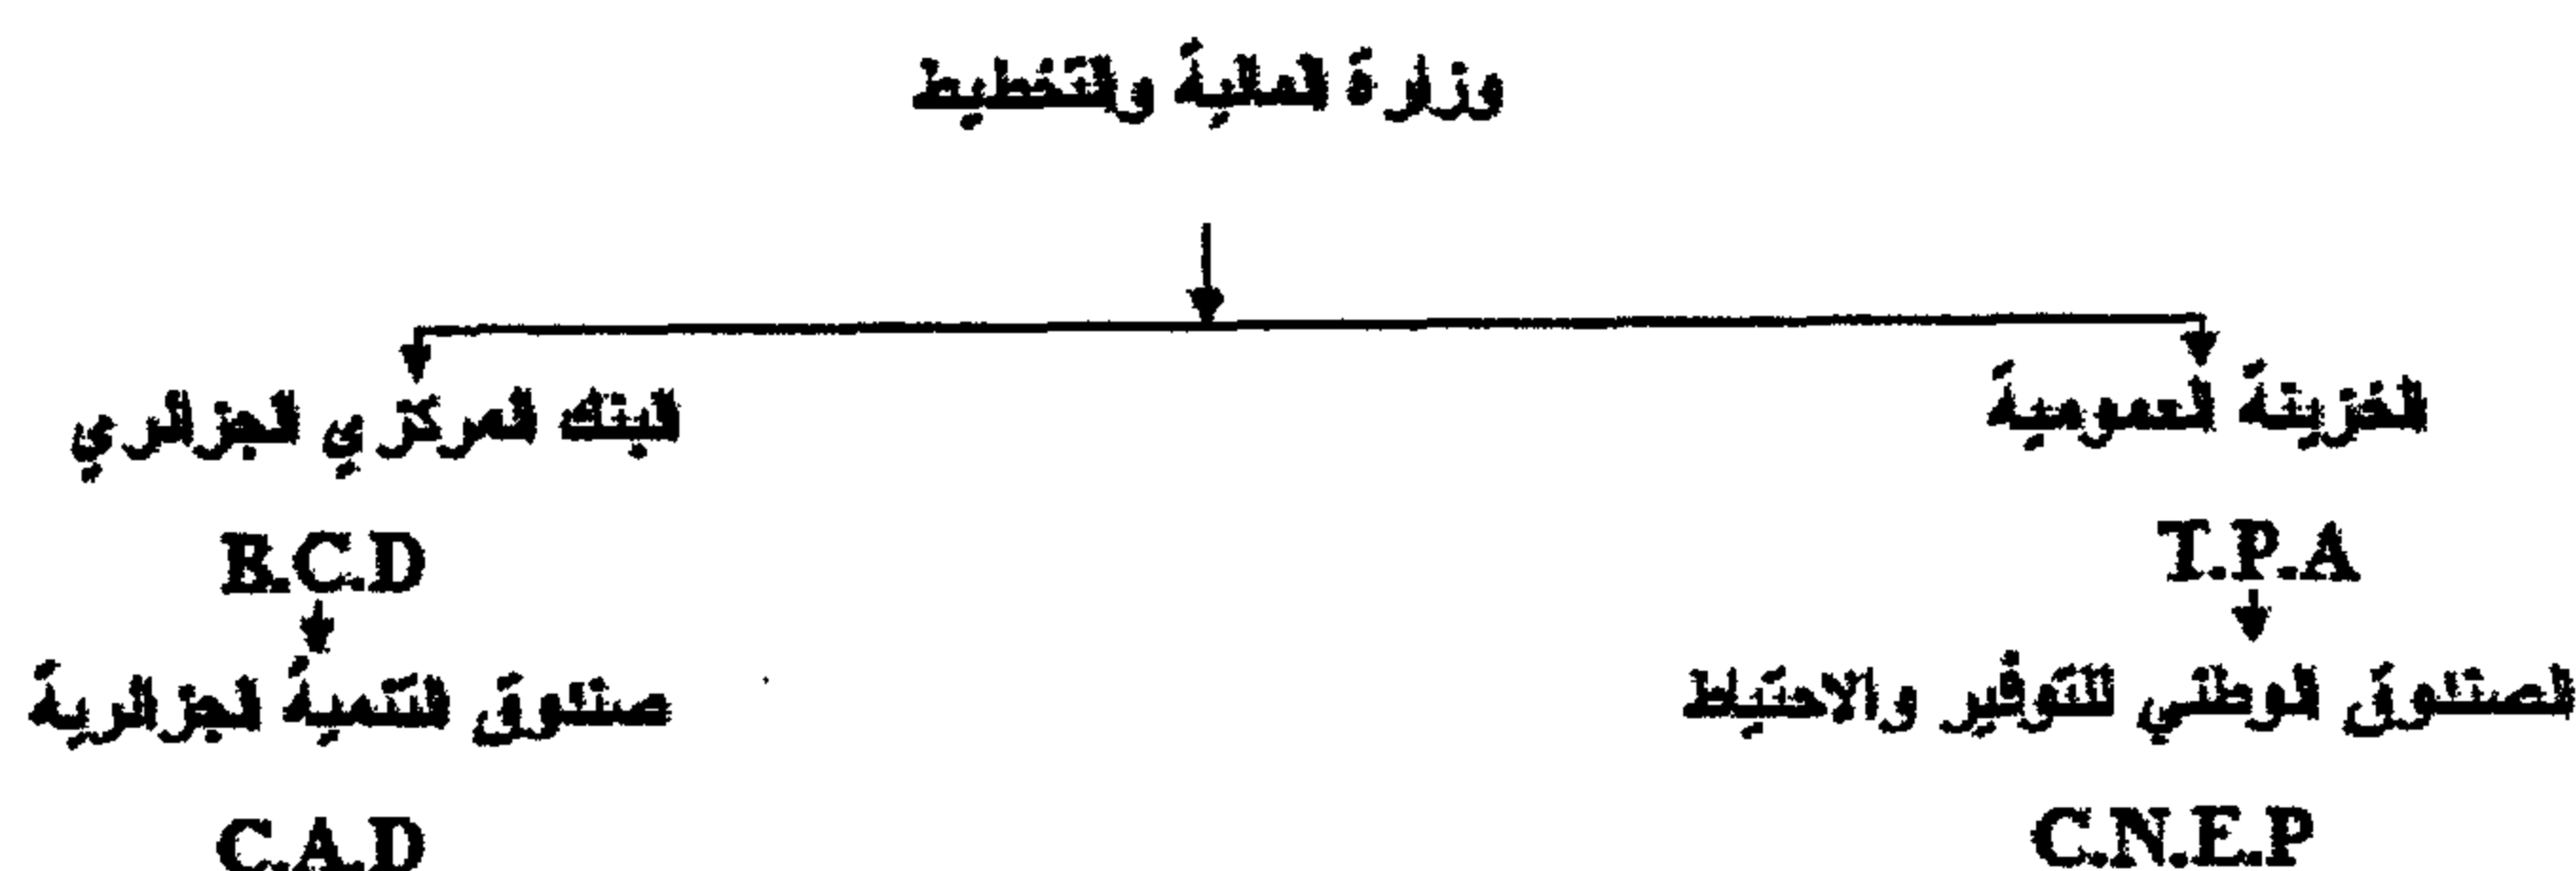 وزارة المالية والتخطيط
الخزينة العمومية
البنك المركزي الجزائري
T.P.A
B.C.D
الصندوق الوطني للتوفير والاحتياط
صندوق التنمية الجزائرية
C.N.E.P
C.A.D